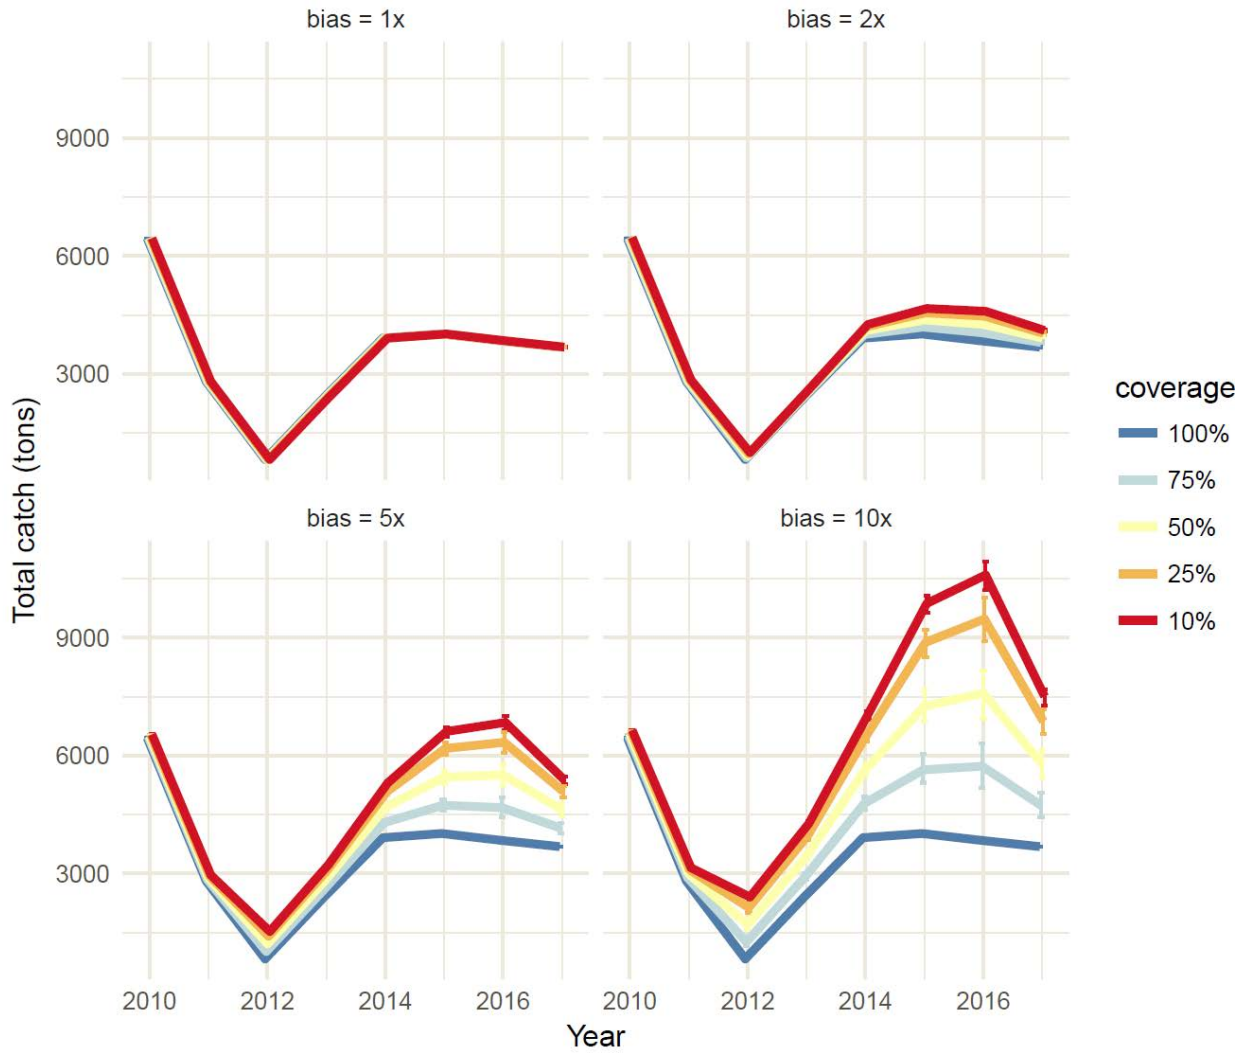 bias = 1x
bias = 2x
9000
6000
3000
bias = 5x
bias = 10x
9000
6000
3000
2010
2012
2014
2016
2010
2012
2014
2016
Total catch (tons)
Year
coverage
100%
75%
50%
25%
10%